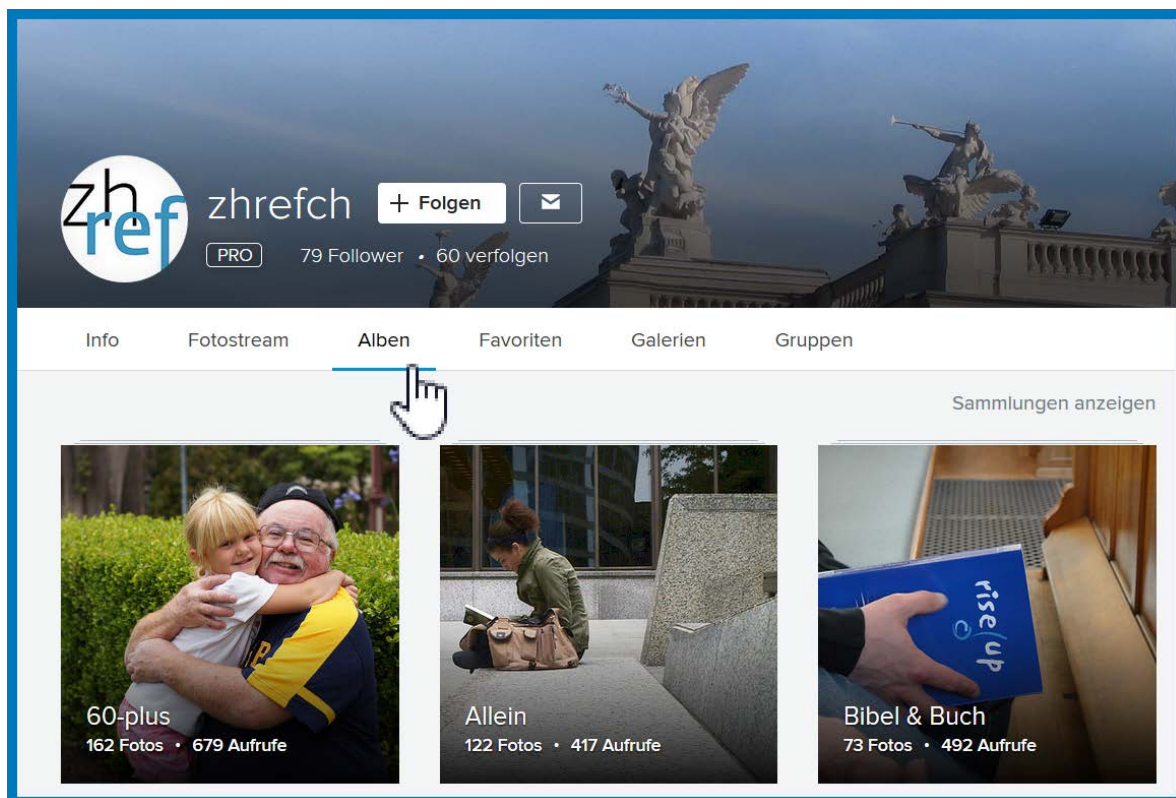 zh
ref
zhrefch
+ Folgen
PRO
79 Follower • 60 verfolgen
Info Fotostream Alben Favoriten Galerien Gruppen
Sammlungen anzeigen
rise up
60-plus
162 Fotos • 679 Aufrufe
Allein
122 Fotos • 417 Aufrufe
Bibel & Buch
73 Fotos • 492 Aufrufe